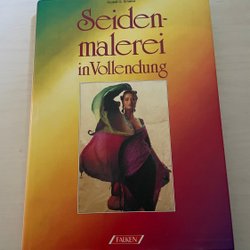 Seiden-
malerei
in Vollendung
FALKEN